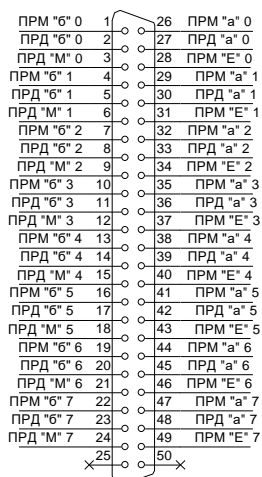 ПРМ "б" 0 1 26 ПРМ "а" 0
ПРД "б" 0 2 27 ПРД "а" 0
ПРД "М" 0 3 28 ПРМ "Е" 0
ПРМ "б" 1 4 29 ПРМ "а" 1
ПРД "б" 1 5 30 ПРД "а" 1
ПРД "М" 1 6 31 ПРМ "Е" 1
ПРМ "б" 2 7 32 ПРМ "а" 2
ПРД "б" 2 8 33 ПРД "а" 2
ПРД "М" 2 9 34 ПРМ "Е" 2
ПРМ "б" 3 10 35 ПРМ "а" 3
ПРД "б" 3 11 36 ПРД "а" 3
ПРД "М" 3 12 37 ПРМ "Е" 3
ПРМ "б" 4 13 38 ПРМ "а" 4
ПРД "б" 4 14 39 ПРД "а" 4
ПРД "М" 4 15 40 ПРМ "Е" 4
ПРМ "б" 5 16 41 ПРМ "а" 5
ПРД "б" 5 17 42 ПРД "а" 5
ПРД "М" 5 18 43 ПРМ "Е" 5
ПРМ "б" 6 19 44 ПРМ "а" 6
ПРД "б" 6 20 45 ПРД "а" 6
ПРД "М" 6 21 46 ПРМ "Е" 6
ПРМ "б" 7 22 47 ПРМ "а" 7
ПРД "б" 7 23 48 ПРД "а" 7
ПРД "М" 7 24 49 ПРМ "Е" 7
25 50